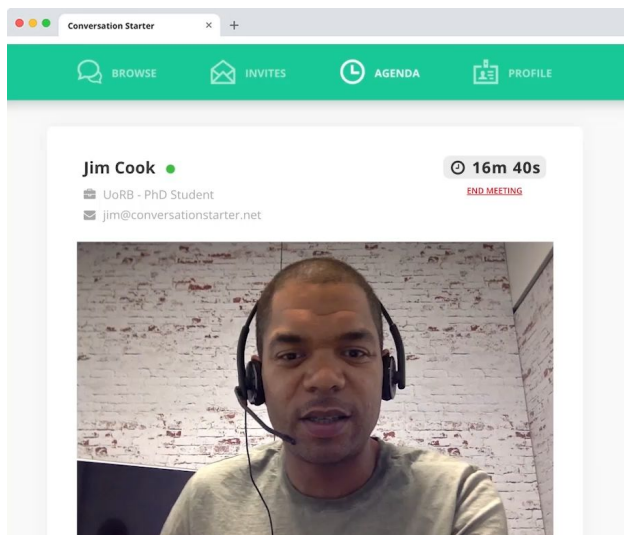 Conversation Starter
BROWSE INVITES AGENDA PROFILE
Jim Cook 16m 40s
UoRB - PhD Student END MEETING
jim@conversationstarter.net